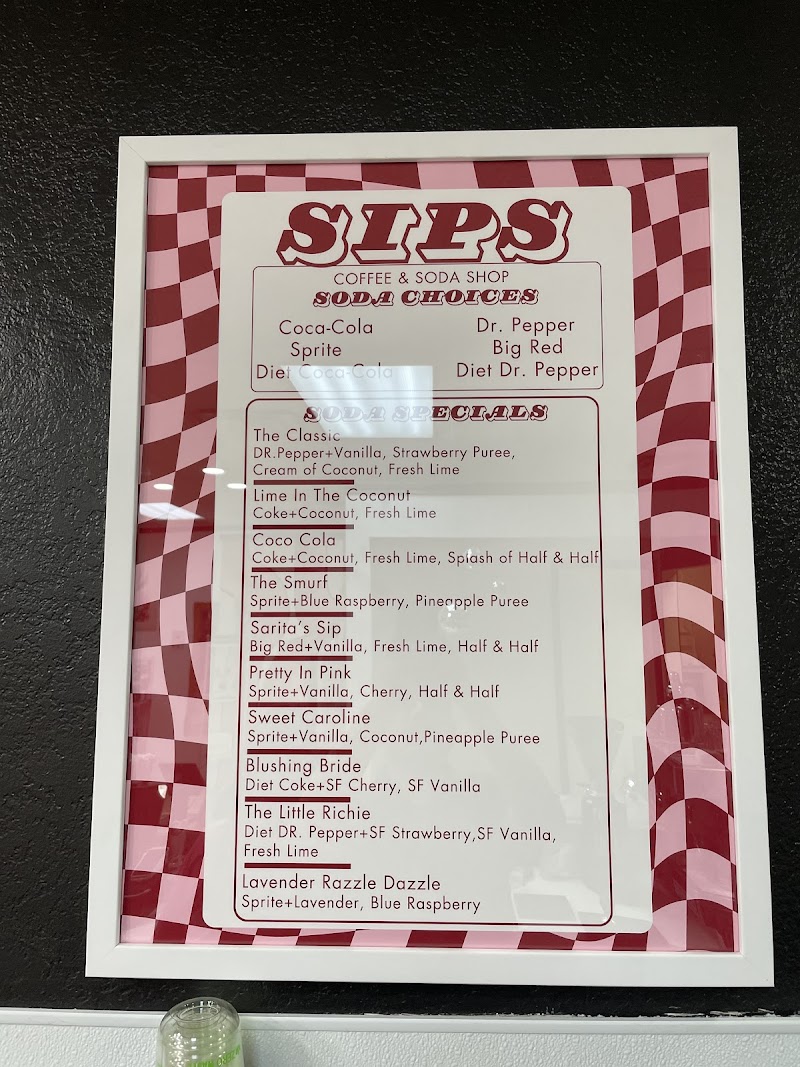 SIPS
COFFEE & SODA SHOP
SODA CHOICES
Coca-Cola
Sprite
Diet Coca-Cola
Dr. Pepper
Big Red
Diet Dr. Pepper
SODA SPECIALS
The Classic
DR.Pepper+Vanilla, Strawberry Puree,
Cream of Coconut, Fresh Lime
Lime In The Coconut
Coke+Coconut, Fresh Lime
Coco Cola
Coke+Coconut, Fresh Lime, Splash of Half & Half
The Smurf
Sprite+Blue Raspberry, Pineapple Puree
Sarita's Sip
Big Red+Vanilla, Fresh Lime, Half & Half
Pretty In Pink
Sprite+Vanilla, Cherry, Half & Half
Sweet Caroline
Sprite+Vanilla, Coconut,Pineapple Puree
Blushing Bride
Diet Coke+SF Cherry, SF Vanilla
The Little Richie
Diet DR. Pepper+SF Strawberry,SF Vanilla,
Fresh Lime
Lavender Razzle Dazzle
Sprite+Lavender, Blue Raspberry